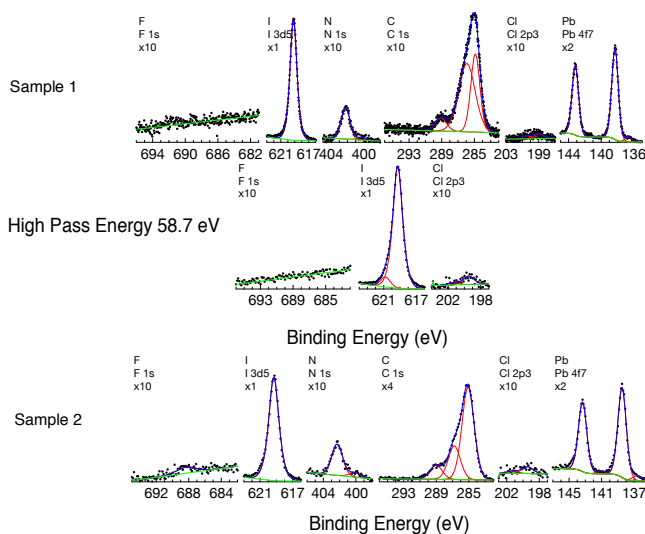 F I N C Cl Pb
F 1s I 3d5 N 1s C 1s Cl 2p3 Pb 4f7
x10 x1 x10 x10 x10 x2
Sample 1
694 690 686 682 621 617 404 400 293 289 285 203 199 144 140 136
F I Cl
F 1s I 3d5 Cl 2p3
x10 x1 x10
High Pass Energy 58.7 eV
693 689 685 621 617 202 198
Binding Energy (eV)
F I N C Cl Pb
F 1s I 3d5 N 1s C 1s Cl 2p3 Pb 4f7
x10 x1 x10 x4 x10 x2
Sample 2
692 688 684 621 617 404 400 293 289 285 202 198 145 141 137
Binding Energy (eV)